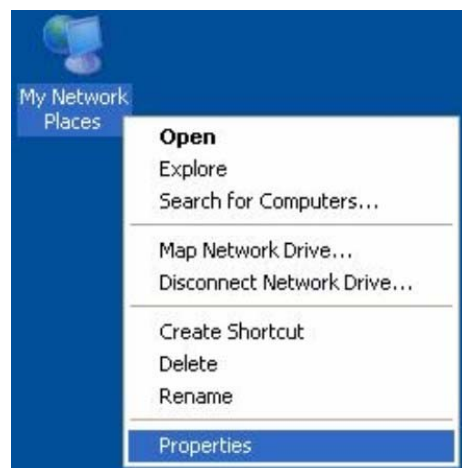 My Network
Places
Open
Explore
Search for Computers...
Map Network Drive...
Disconnect Network Drive...
Create Shortcut
Delete
Rename
Properties